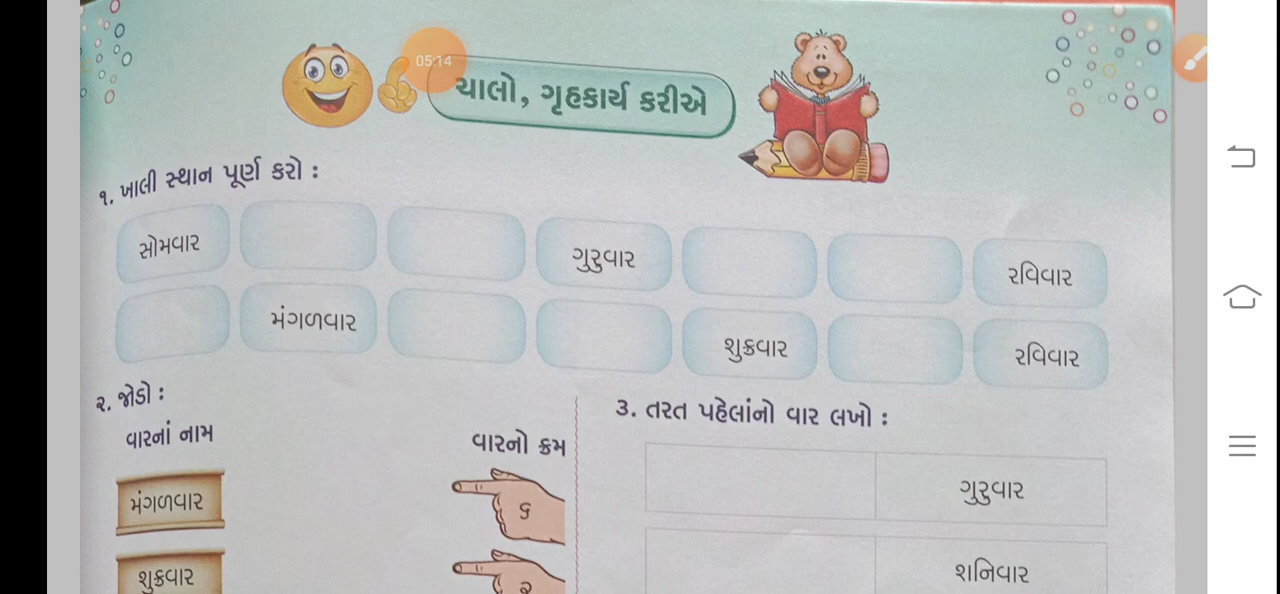 05:14
ચાલો, ગૃહકાર્ય કરીએ
૧. ખાલી સ્થાન પૂર્ણ કરો :
સોમવાર ગુરુવાર રવિવાર
મંગળવાર શુક્રવાર રવિવાર
૨. જોડો :
વારનાં નામ વારનો ક્રમ
મંગળવાર ૬
શુક્રવાર ૨
૩. તરત પહેલાંનો વાર લખો :
ગુરુવાર
શનિવાર